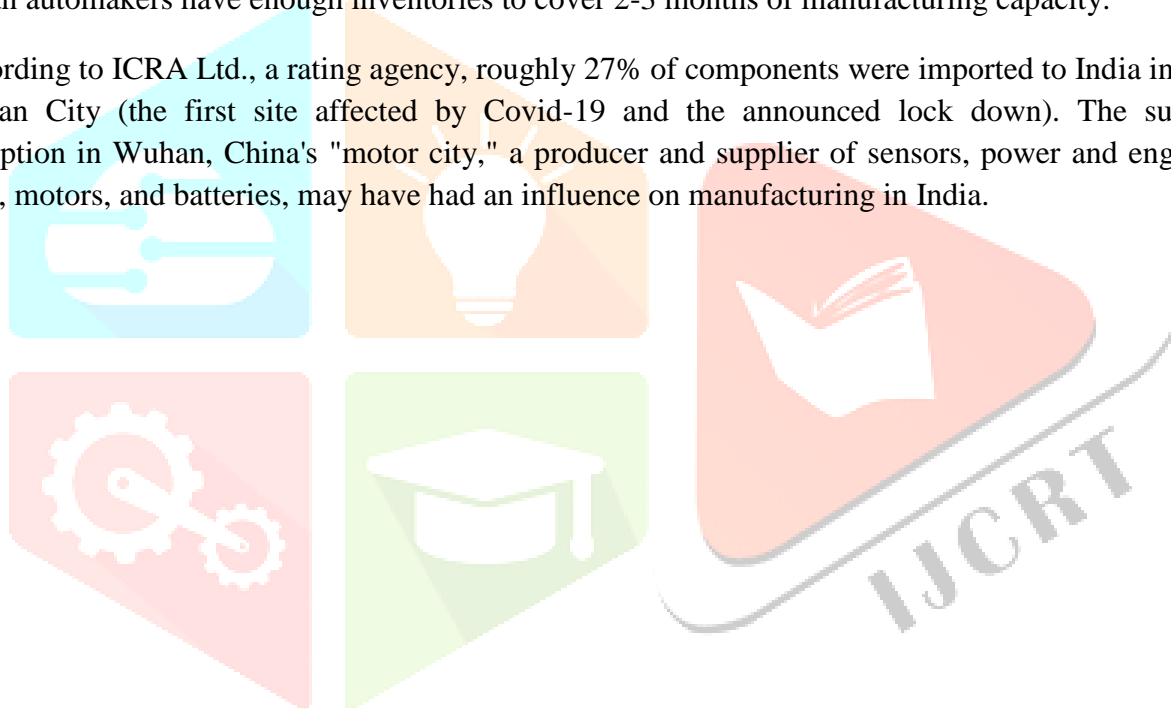 automakers have enough inventories to cover 2-3 months of manufacturing capacity.
ording to ICRA Ltd., a rating agency, roughly 27% of components were imported to India in
an City (the first site affected by Covid-19 and the announced lock down). The su
ption in Wuhan, China's "motor city," a producer and supplier of sensors, power and eng
, motors, and batteries, may have had an influence on manufacturing in India.
IJCRT